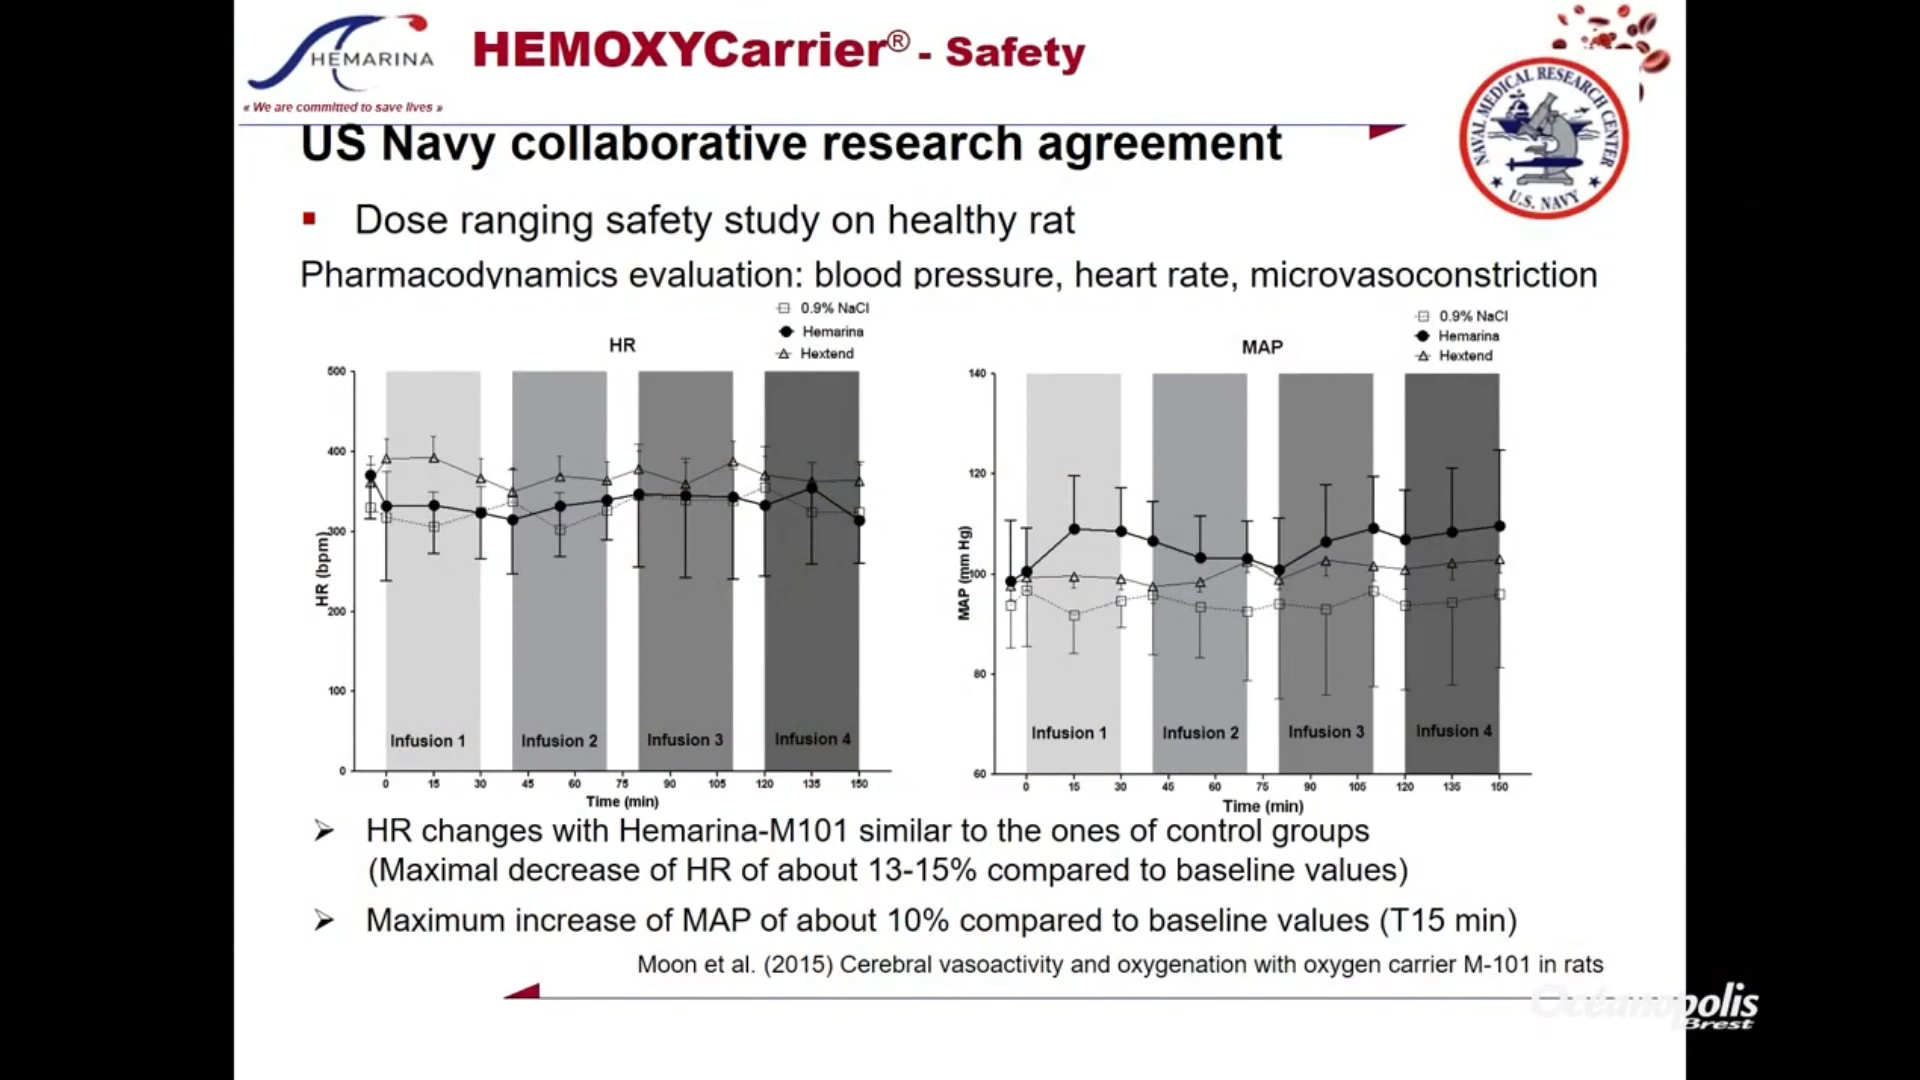 HEMARINA
« We are committed to save lives »
HEMOXYCarrier® - Safety
NAVAL MEDICAL RESEARCH CENTER
U.S. NAVY
US Navy collaborative research agreement
▪ Dose ranging safety study on healthy rat
Pharmacodynamics evaluation: blood pressure, heart rate, microvasoconstriction
0.9% NaCl
Hemarina
Hextend
HR
500
400
300
200
100
0
HR (bpm)
Infusion 1 Infusion 2 Infusion 3 Infusion 4
0 15 30 45 60 75 90 105 120 135 150
Time (min)
0.9% NaCl
Hemarina
Hextend
MAP
140
120
100
80
60
MAP (mm Hg)
Infusion 1 Infusion 2 Infusion 3 Infusion 4
0 15 30 45 60 75 90 105 120 135 150
Time (min)
➢ HR changes with Hemarina-M101 similar to the ones of control groups
(Maximal decrease of HR of about 13-15% compared to baseline values)
➢ Maximum increase of MAP of about 10% compared to baseline values (T15 min)
Moon et al. (2015) Cerebral vasoactivity and oxygenation with oxygen carrier M-101 in rats
Océanopolis
Brest